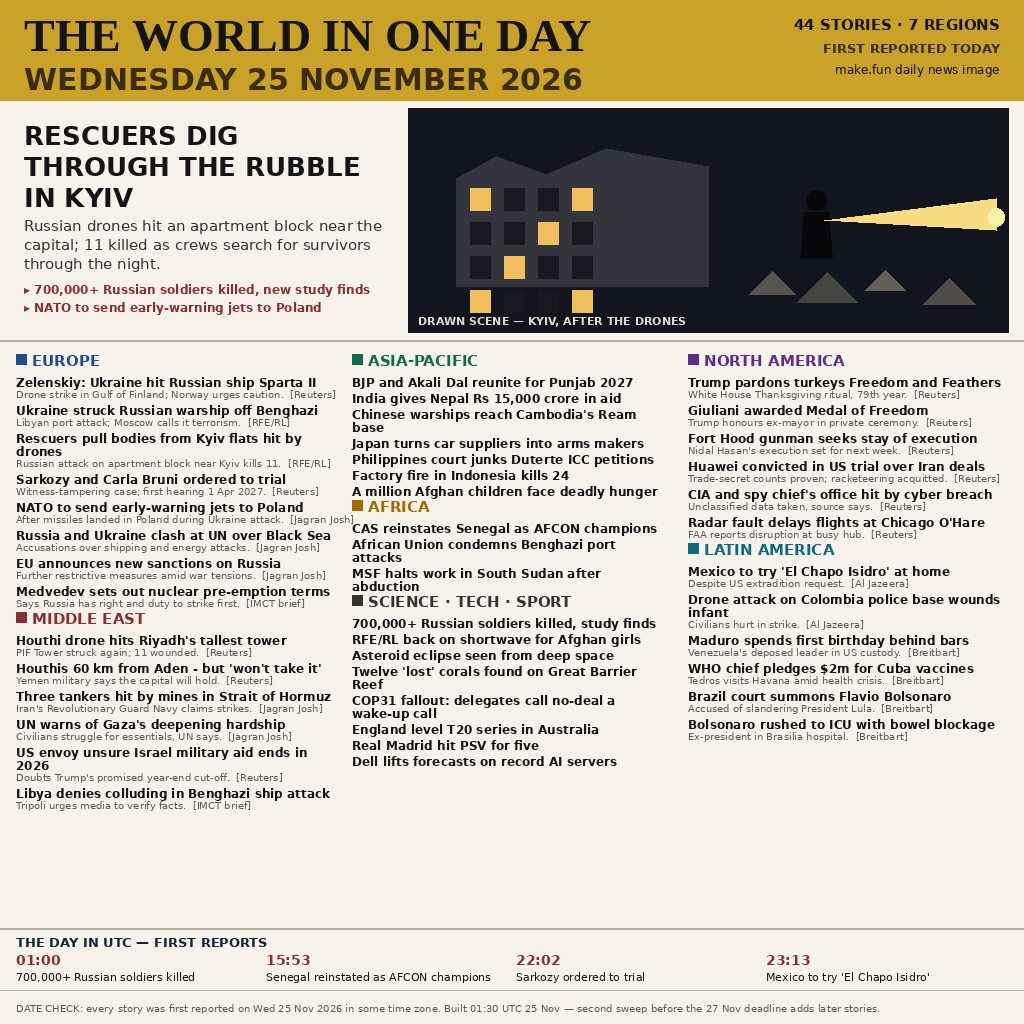 THE WORLD IN ONE DAY
WEDNESDAY 25 NOVEMBER 2026
44 STORIES · 7 REGIONS
FIRST REPORTED TODAY
make.fun daily news image
RESCUERS DIG
THROUGH THE RUBBLE
IN KYIV
Russian drones hit an apartment block near the
capital; 11 killed as crews search for survivors
through the night.
▸ 700,000+ Russian soldiers killed, new study finds
▸ NATO to send early-warning jets to Poland
DRAWN SCENE — KYIV, AFTER THE DRONES
EUROPE
Zelenskiy: Ukraine hit Russian ship Sparta II
Drone strike in Gulf of Finland; Norway urges caution. [Reuters]
Ukraine struck Russian warship off Benghazi
Libyan port attack; Moscow calls it terrorism. [RFE/RL]
Rescuers pull bodies from Kyiv flats hit by
drones
Russian attack on apartment block near Kyiv kills 11. [RFE/RL]
Sarkozy and Carla Bruni ordered to trial
Witness-tampering case; first hearing 1 Apr 2027. [Reuters]
NATO to send early-warning jets to Poland
After missiles landed in Poland during Ukraine attack. [Jagran Josh]
Russia and Ukraine clash at UN over Black Sea
Accusations over shipping and energy attacks. [Jagran Josh]
EU announces new sanctions on Russia
Further restrictive measures amid war tensions. [Jagran Josh]
Medvedev sets out nuclear pre-emption terms
Says Russia has right and duty to strike first. [IMCT brief]
MIDDLE EAST
Houthi drone hits Riyadh's tallest tower
PIF Tower struck again; 11 wounded. [Reuters]
Houthis 60 km from Aden - but 'won't take it'
Yemen military says the capital will hold. [Reuters]
Three tankers hit by mines in Strait of Hormuz
Iran's Revolutionary Guard Navy claims strikes. [Jagran Josh]
UN warns of Gaza's deepening hardship
Civilians struggle for essentials, UN says. [Jagran Josh]
US envoy unsure Israel military aid ends in
2026
Doubts Trump's promised year-end cut-off. [Reuters]
Libya denies colluding in Benghazi ship attack
Tripoli urges media to verify facts. [IMCT brief]
ASIA-PACIFIC
BJP and Akali Dal reunite for Punjab 2027
India gives Nepal Rs 15,000 crore in aid
Chinese warships reach Cambodia's Ream
base
Japan turns car suppliers into arms makers
Philippines court junks Duterte ICC petitions
Factory fire in Indonesia kills 24
A million Afghan children face deadly hunger
AFRICA
CAS reinstates Senegal as AFCON champions
African Union condemns Benghazi port
attacks
MSF halts work in South Sudan after
abduction
SCIENCE · TECH · SPORT
700,000+ Russian soldiers killed, study finds
RFE/RL back on shortwave for Afghan girls
Asteroid eclipse seen from deep space
Twelve 'lost' corals found on Great Barrier
Reef
COP31 fallout: delegates call no-deal a
wake-up call
England level T20 series in Australia
Real Madrid hit PSV for five
Dell lifts forecasts on record AI servers
NORTH AMERICA
Trump pardons turkeys Freedom and Feathers
White House Thanksgiving ritual, 79th year. [Reuters]
Giuliani awarded Medal of Freedom
Trump honours ex-mayor in private ceremony. [Reuters]
Fort Hood gunman seeks stay of execution
Nidal Hasan's execution set for next week. [Reuters]
Huawei convicted in US trial over Iran deals
Trade-secret counts proven; racketeering acquitted. [Reuters]
CIA and spy chief's office hit by cyber breach
Unclassified data taken, source says. [Reuters]
Radar fault delays flights at Chicago O'Hare
FAA reports disruption at busy hub. [Reuters]
LATIN AMERICA
Mexico to try 'El Chapo Isidro' at home
Despite US extradition request. [Al Jazeera]
Drone attack on Colombia police base wounds
infant
Civilians hurt in strike. [Al Jazeera]
Maduro spends first birthday behind bars
Venezuela's deposed leader in US custody. [Breitbart]
WHO chief pledges $2m for Cuba vaccines
Tedros visits Havana amid health crisis. [Breitbart]
Brazil court summons Flavio Bolsonaro
Accused of slandering President Lula. [Breitbart]
Bolsonaro rushed to ICU with bowel blockage
Ex-president in Brasilia hospital. [Breitbart]
THE DAY IN UTC — FIRST REPORTS
01:00
700,000+ Russian soldiers killed
15:53
Senegal reinstated as AFCON champions
22:02
Sarkozy ordered to trial
23:13
Mexico to try 'El Chapo Isidro'
DATE CHECK: every story was first reported on Wed 25 Nov 2026 in some time zone. Built 01:30 UTC 25 Nov — second sweep before the 27 Nov deadline adds later stories.